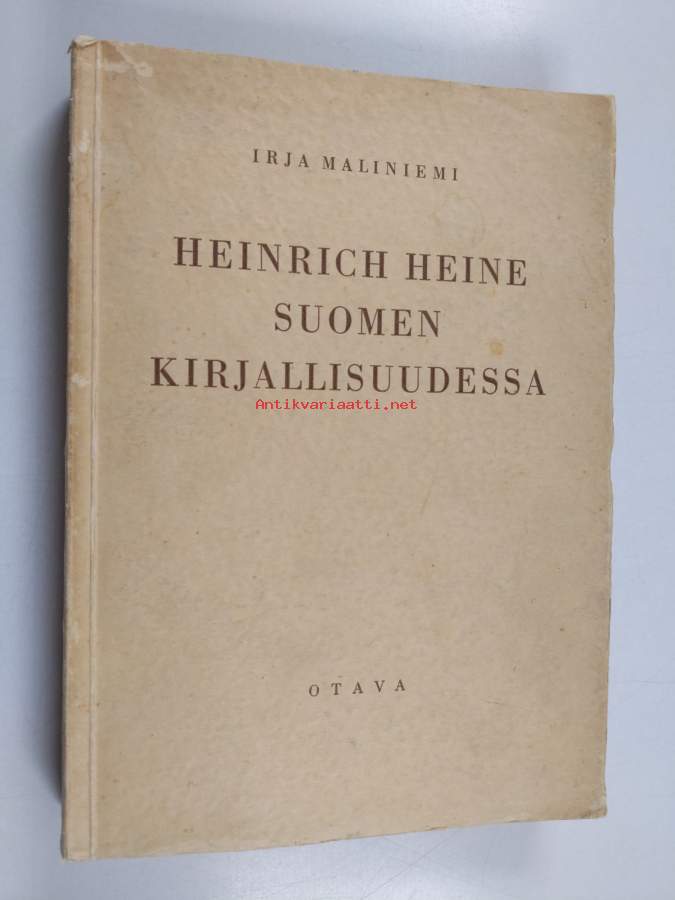 IRJA MALINIEMI
HEINRICH HEINE
SUOMEN
KIRJALLISUUDESSA
Antikvariaatti.net
OTAVA